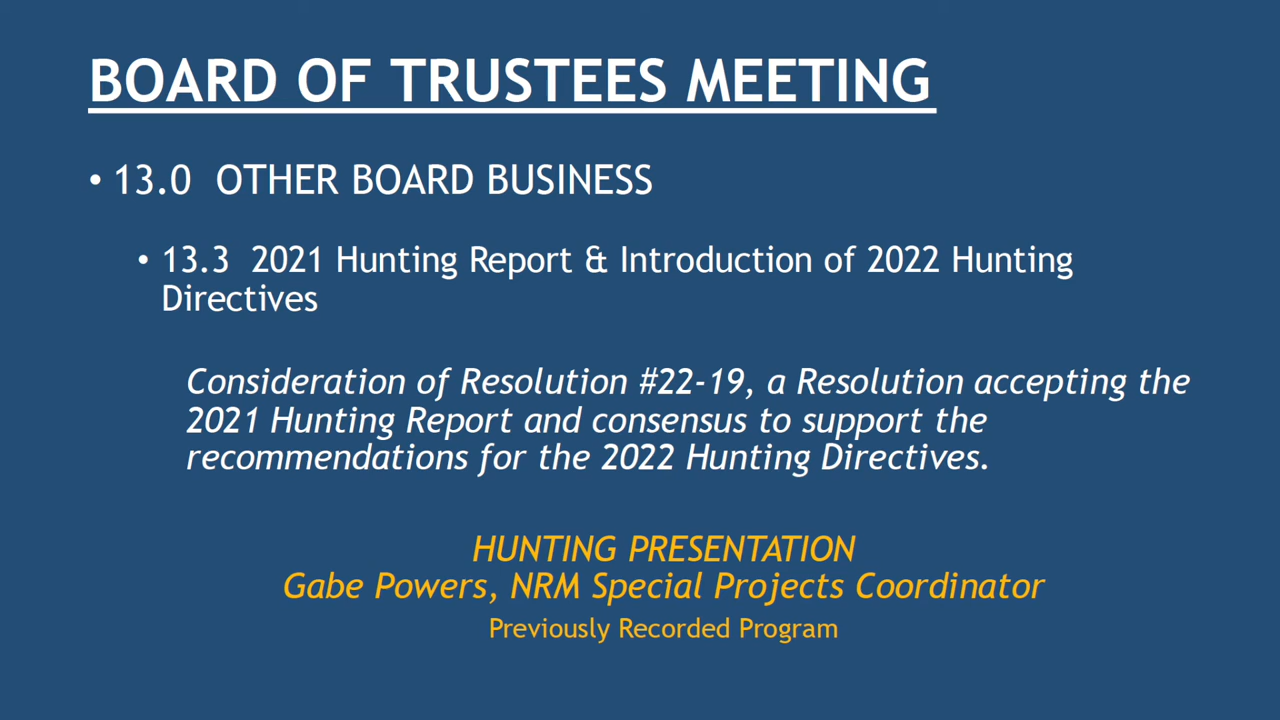 BOARD OF TRUSTEES MEETING
• 13.0 OTHER BOARD BUSINESS
• 13.3 2021 Hunting Report & Introduction of 2022 Hunting
Directives
Consideration of Resolution #22-19, a Resolution accepting the
2021 Hunting Report and consensus to support the
recommendations for the 2022 Hunting Directives.
HUNTING PRESENTATION
Gabe Powers, NRM Special Projects Coordinator
Previously Recorded Program